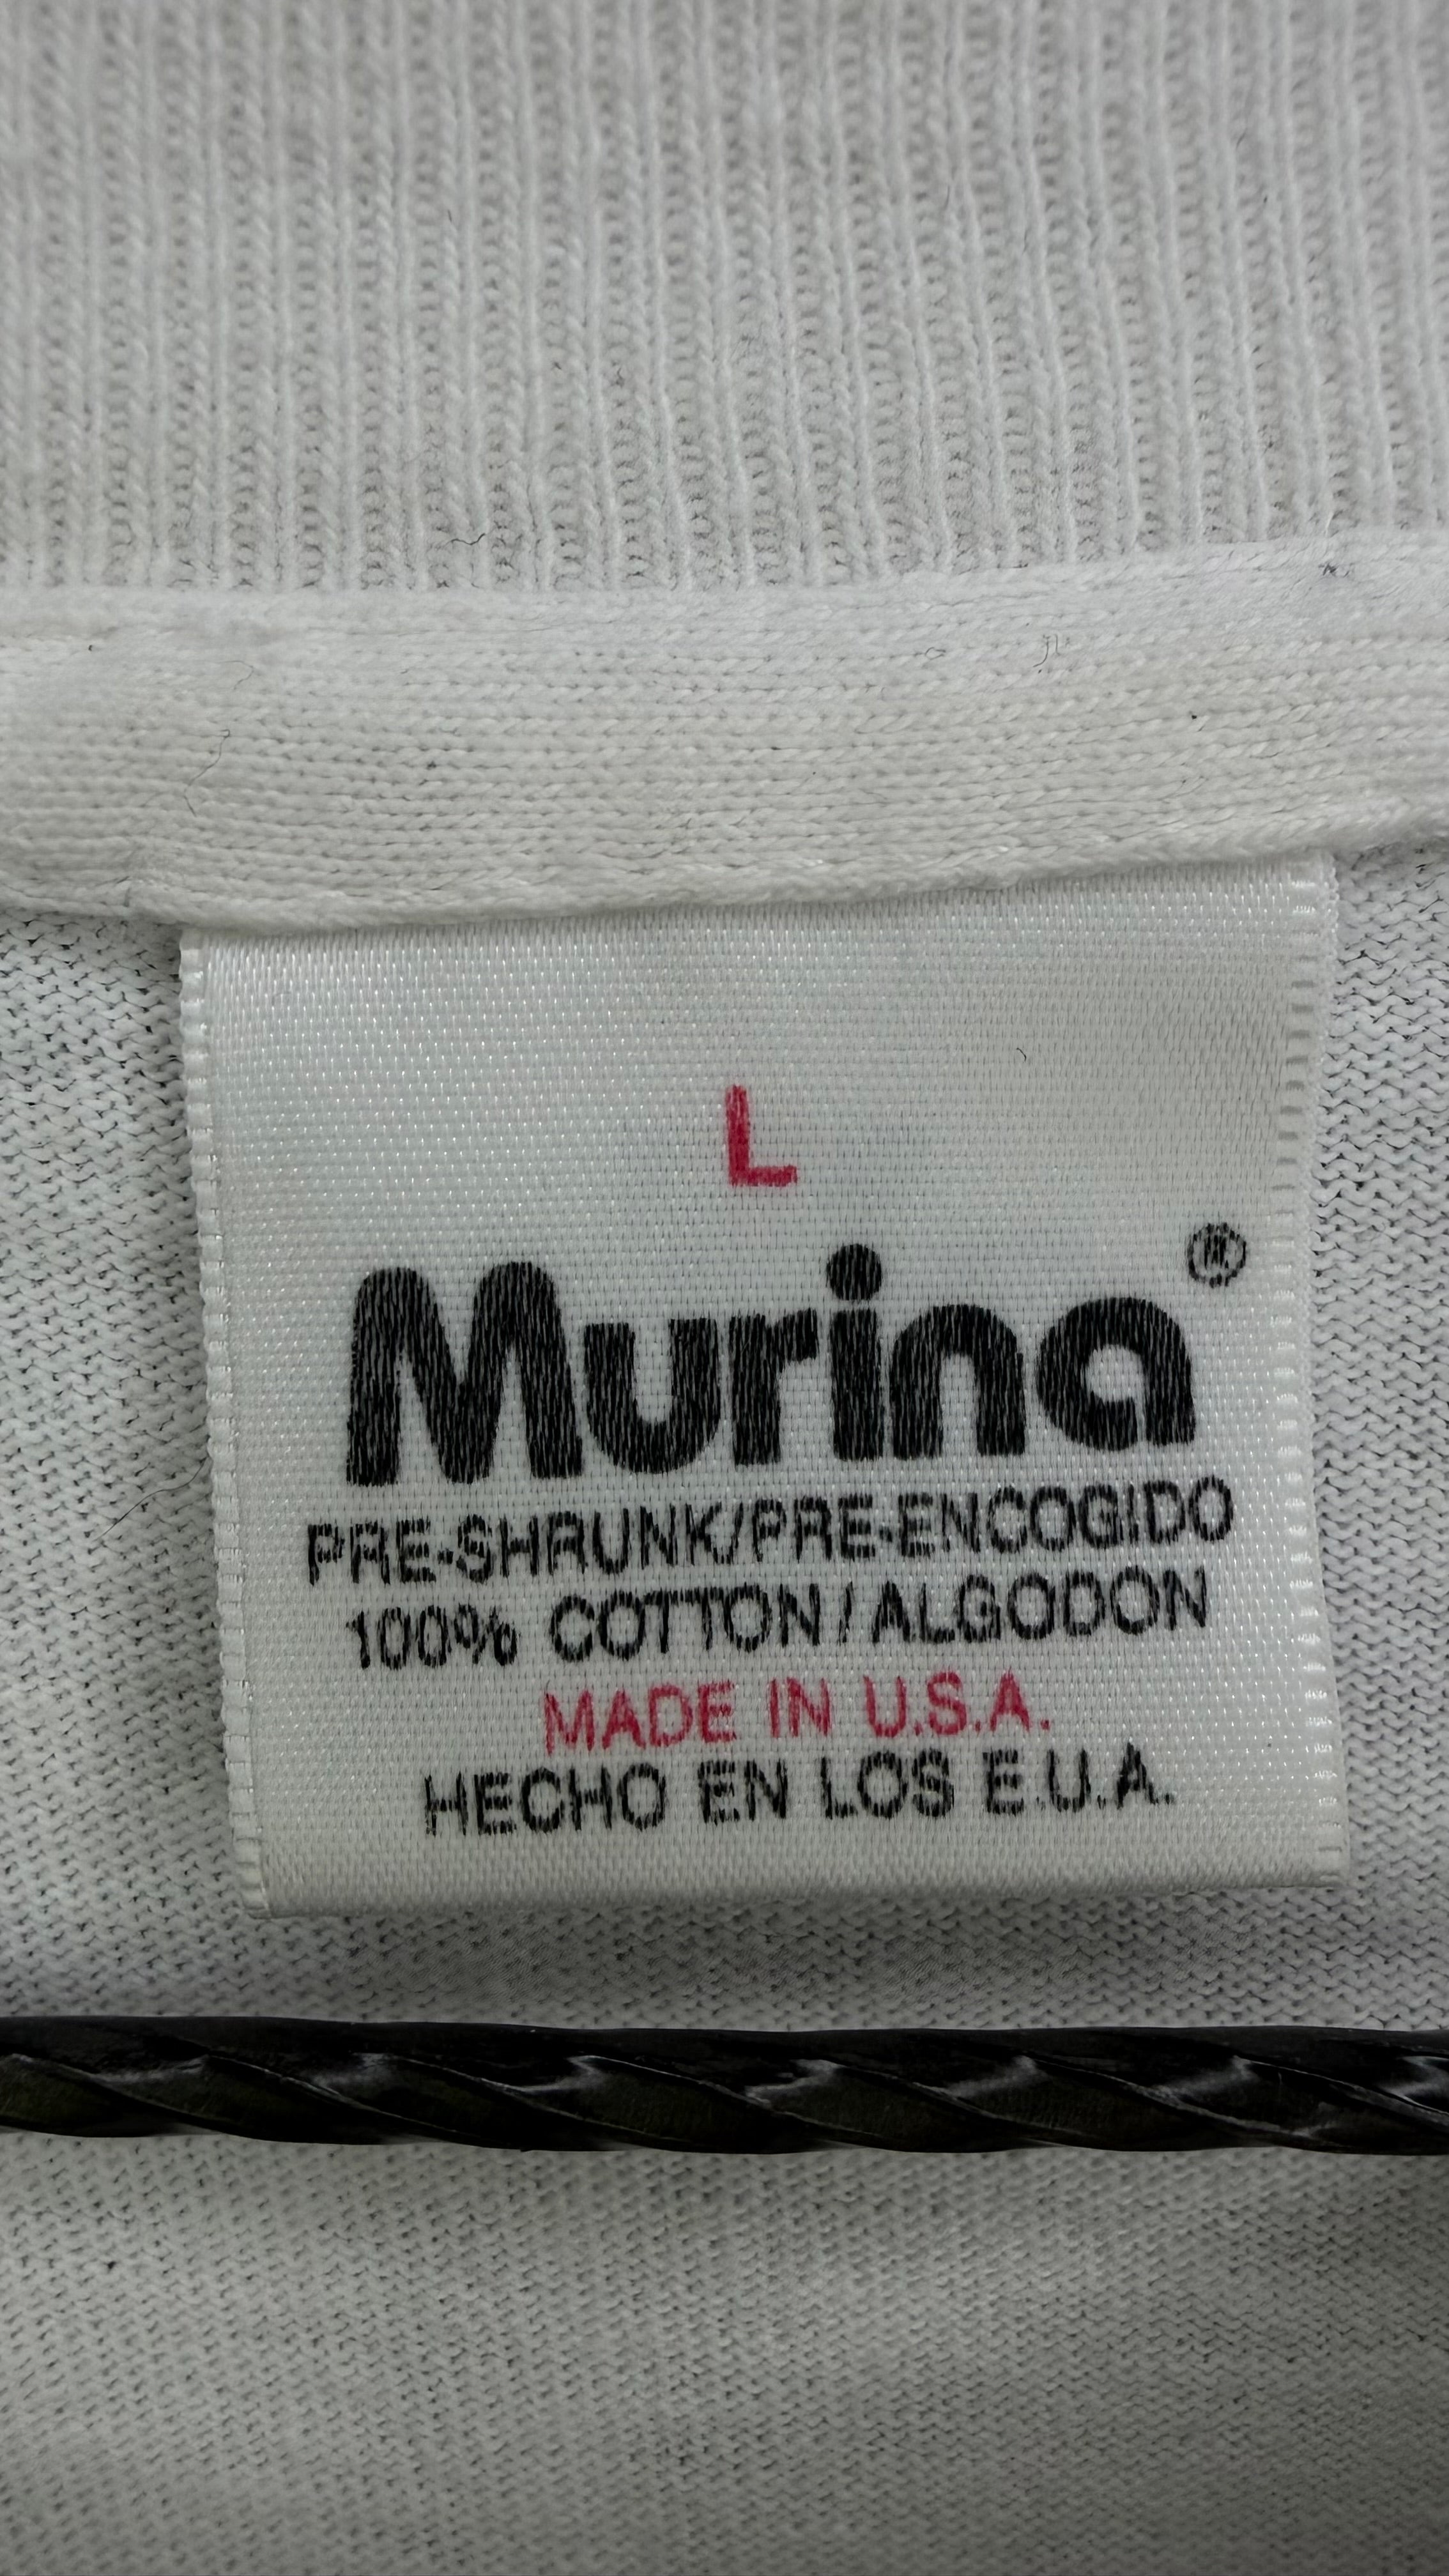 L
Murina®
PRE-SHRUNK/PRE-ENCOGIDO
100% COTTON/ALGODON
MADE IN U.S.A.
HECHO EN LOS E.U.A.